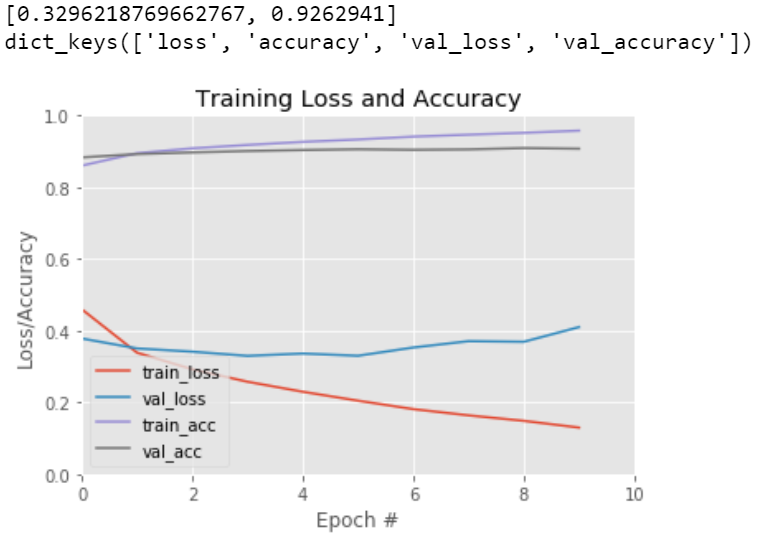 [0.3296218769662767, 0.9262941]
dict_keys(['loss', 'accuracy', 'val_loss', 'val_accuracy'])
Training Loss and Accuracy
1.0
0.8
0.6
0.4
0.2
0.0
Loss/Accuracy
train_loss
val_loss
train_acc
val_acc
0 2 4 6 8 10
Epoch #